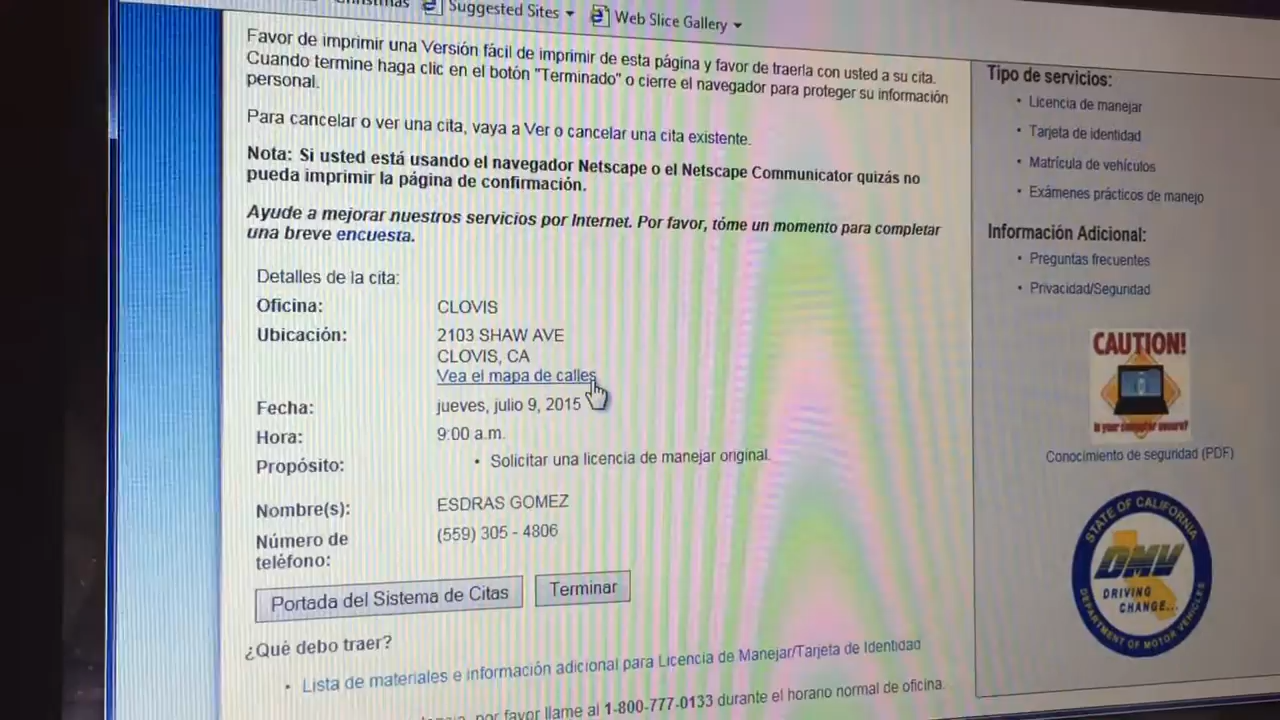 Suggested Sites
Web Slice Gallery
Favor de imprimir una Versión fácil de imprimir de esta página y favor de traerla con usted a su cita.
Cuando termine haga clic en el botón "Terminado" o cierre el navegador para proteger su información
personal.
Para cancelar o ver una cita, vaya a Ver o cancelar una cita existente.
Nota: Si usted está usando el navegador Netscape o el Netscape Communicator quizás no
pueda imprimir la página de confirmación.
Ayude a mejorar nuestros servicios por Internet. Por favor, tóme un momento para completar
una breve encuesta.
Detalles de la cita:
Oficina: CLOVIS
Ubicación: 2103 SHAW AVE
CLOVIS, CA
Vea el mapa de calles
Fecha: jueves, julio 9, 2015
Hora: 9:00 a.m.
Propósito: • Solicitar una licencia de manejar original.
Nombre(s): ESDRAS GOMEZ
Número de (559) 305 - 4806
teléfono:
Portada del Sistema de Citas Terminar
¿Qué debo traer?
• Lista de materiales e información adicional para Licencia de Manejar/Tarjeta de Identidad
por favor llame al 1-800-777-0133 durante el horario normal de oficina.
Tipo de servicios:
• Licencia de manejar
• Tarjeta de identidad
• Matrícula de vehículos
• Exámenes prácticos de manejo
Información Adicional:
• Preguntas frecuentes
• Privacidad/Seguridad
CAUTION!
Is your computer secure?
Conocimiento de seguridad (PDF)
STATE OF CALIFORNIA
DMV
DRIVING
CHANGE...
DEPARTMENT OF MOTOR VEHICLES